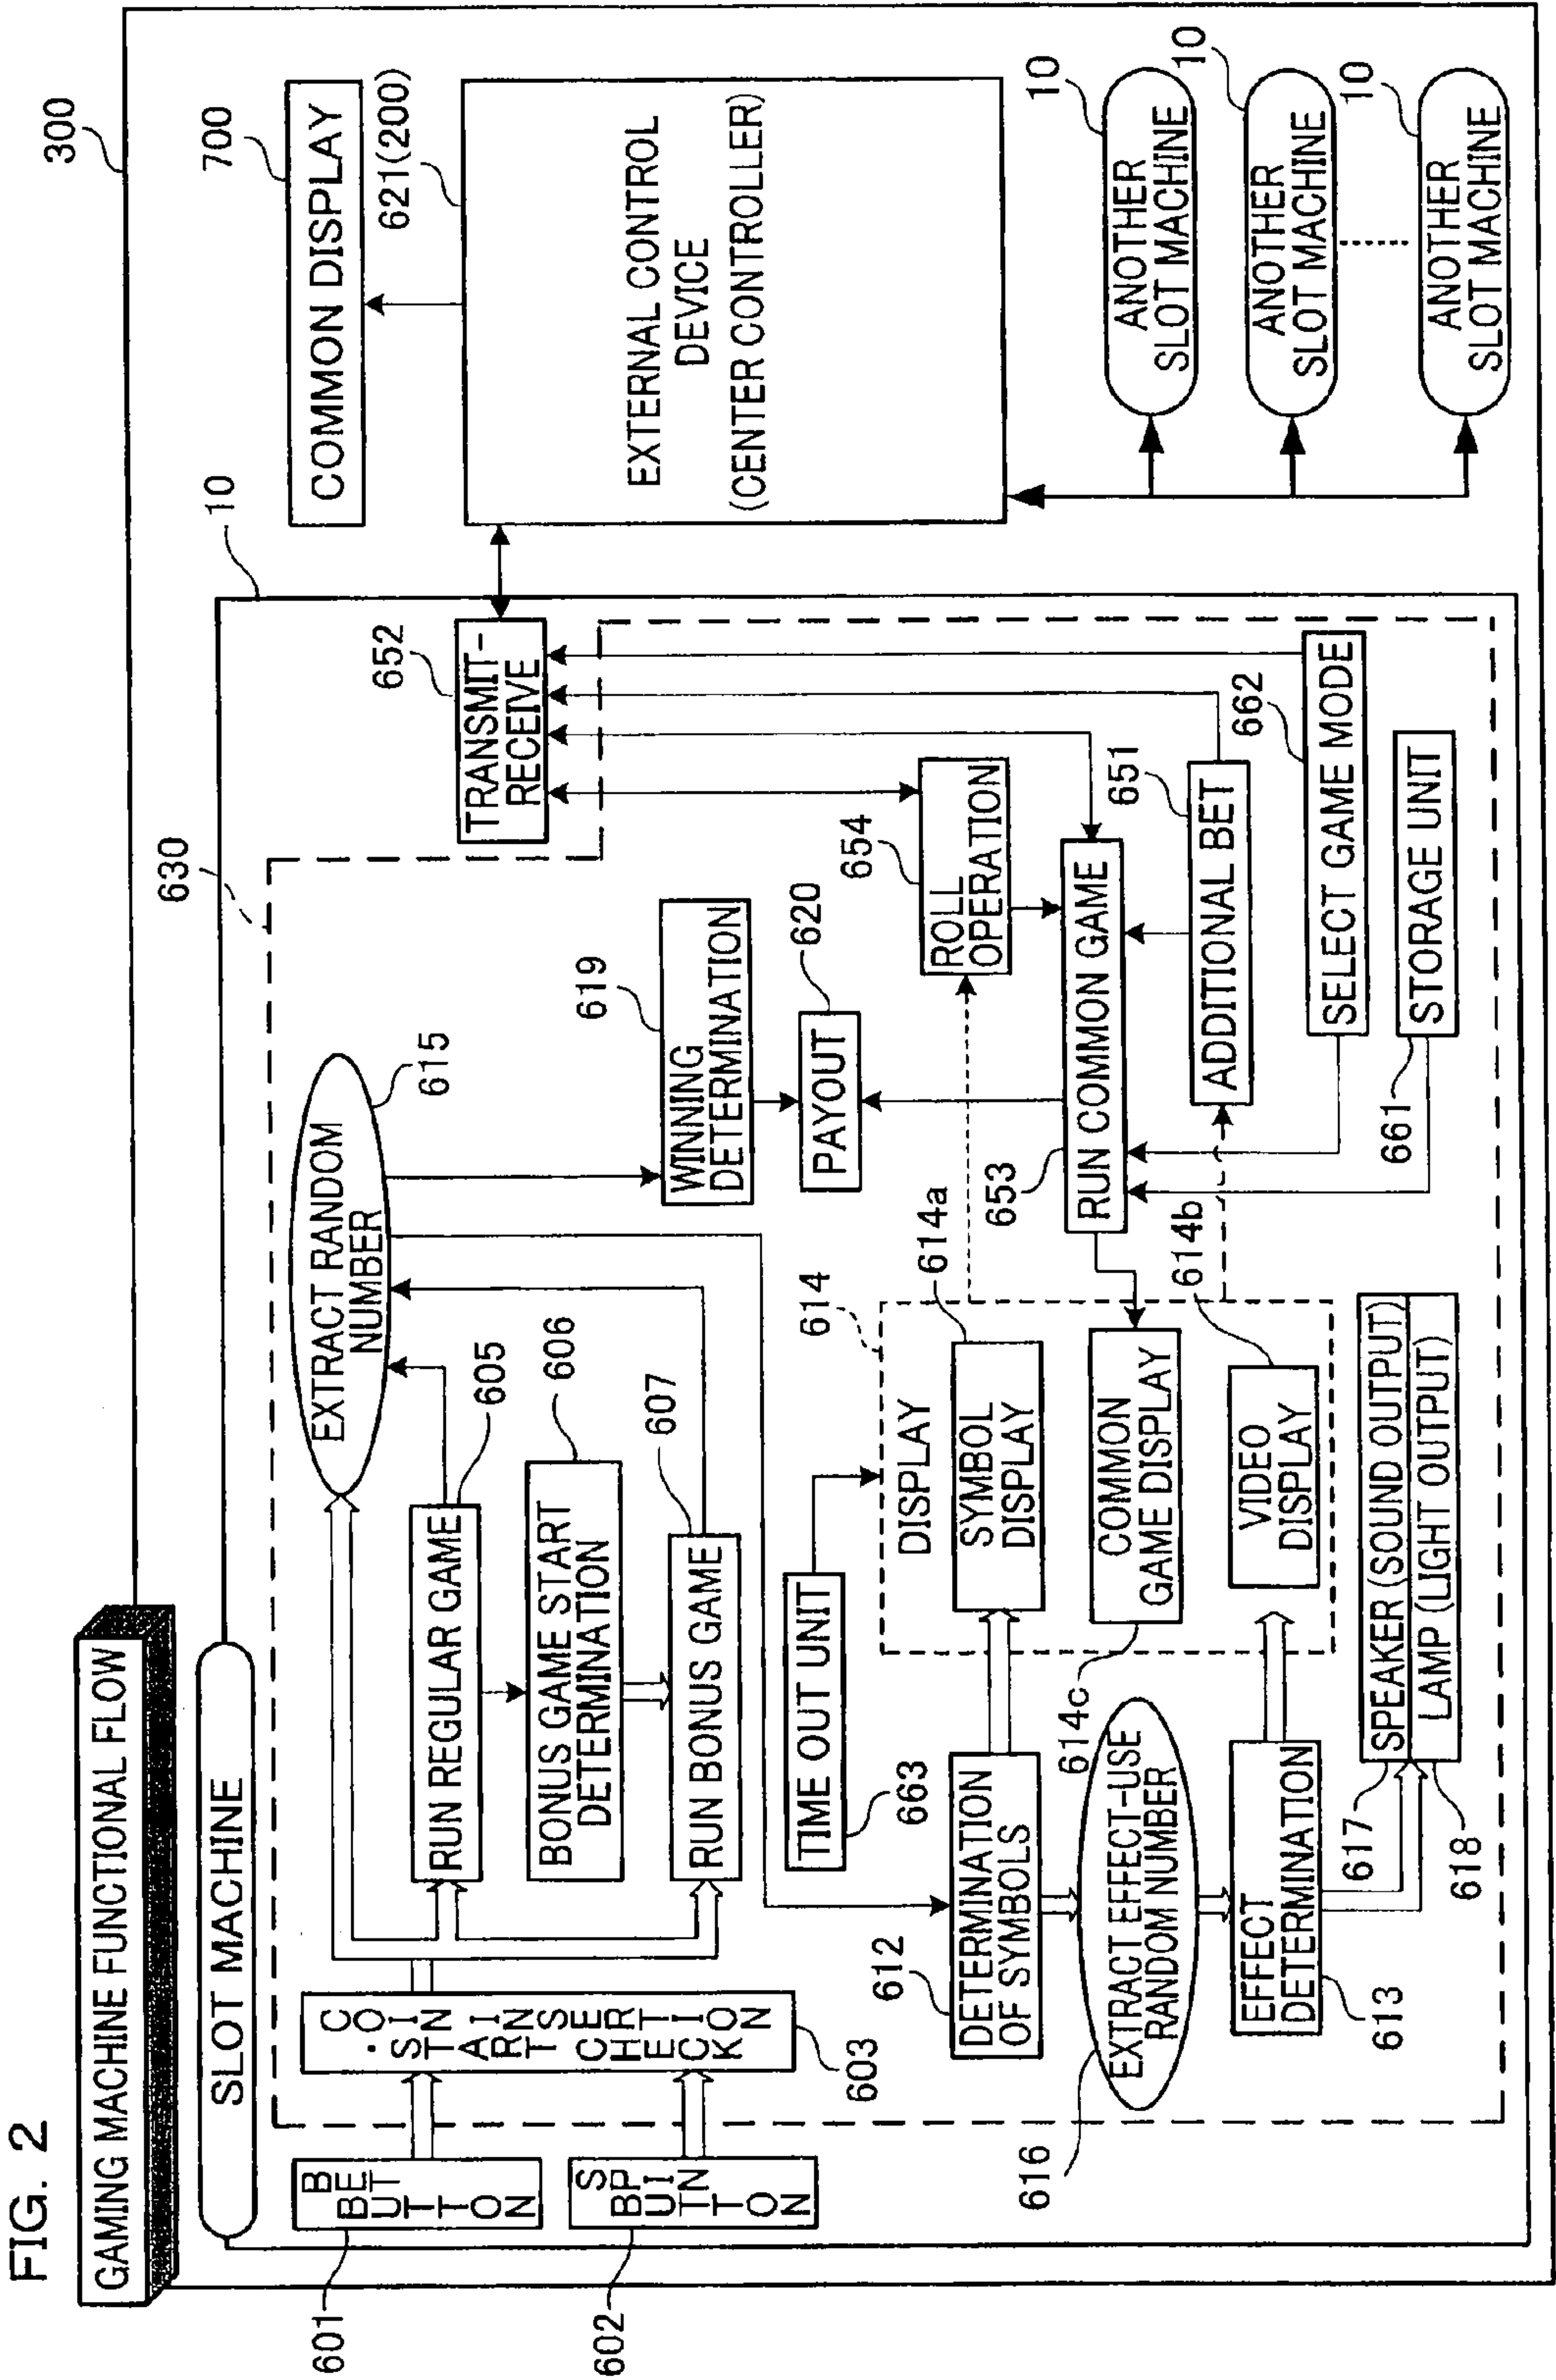 FIG. 2
GAMING MACHINE FUNCTIONAL FLOW
300
SLOT MACHINE
10
630
601
BET
BUTTON
602
SPIN
BUTTON
603
COIN INSERTION
・START CHECK
EXTRACT RANDOM
NUMBER
615
RUN REGULAR GAME
605
BONUS GAME START
DETERMINATION
606
RUN BONUS GAME
607
WINNING
DETERMINATION
619
PAYOUT
620
TRANSMIT-
RECEIVE
652
TIME OUT UNIT
663
DISPLAY
614
SYMBOL
DISPLAY
614a
COMMON
GAME DISPLAY
614c
VIDEO
DISPLAY
614b
612
DETERMINATION
OF SYMBOLS
EXTRACT EFFECT-USE
RANDOM NUMBER
616
EFFECT
DETERMINATION
613
SPEAKER (SOUND OUTPUT)
617
LAMP (LIGHT OUTPUT)
618
ROLL
OPERATION
654
RUN COMMON GAME
653
ADDITIONAL BET
651
SELECT GAME MODE
662
STORAGE UNIT
661
COMMON DISPLAY
700
621(200)
EXTERNAL CONTROL
DEVICE
(CENTER CONTROLLER)
ANOTHER
SLOT MACHINE
10
ANOTHER
SLOT MACHINE
10
ANOTHER
SLOT MACHINE
10